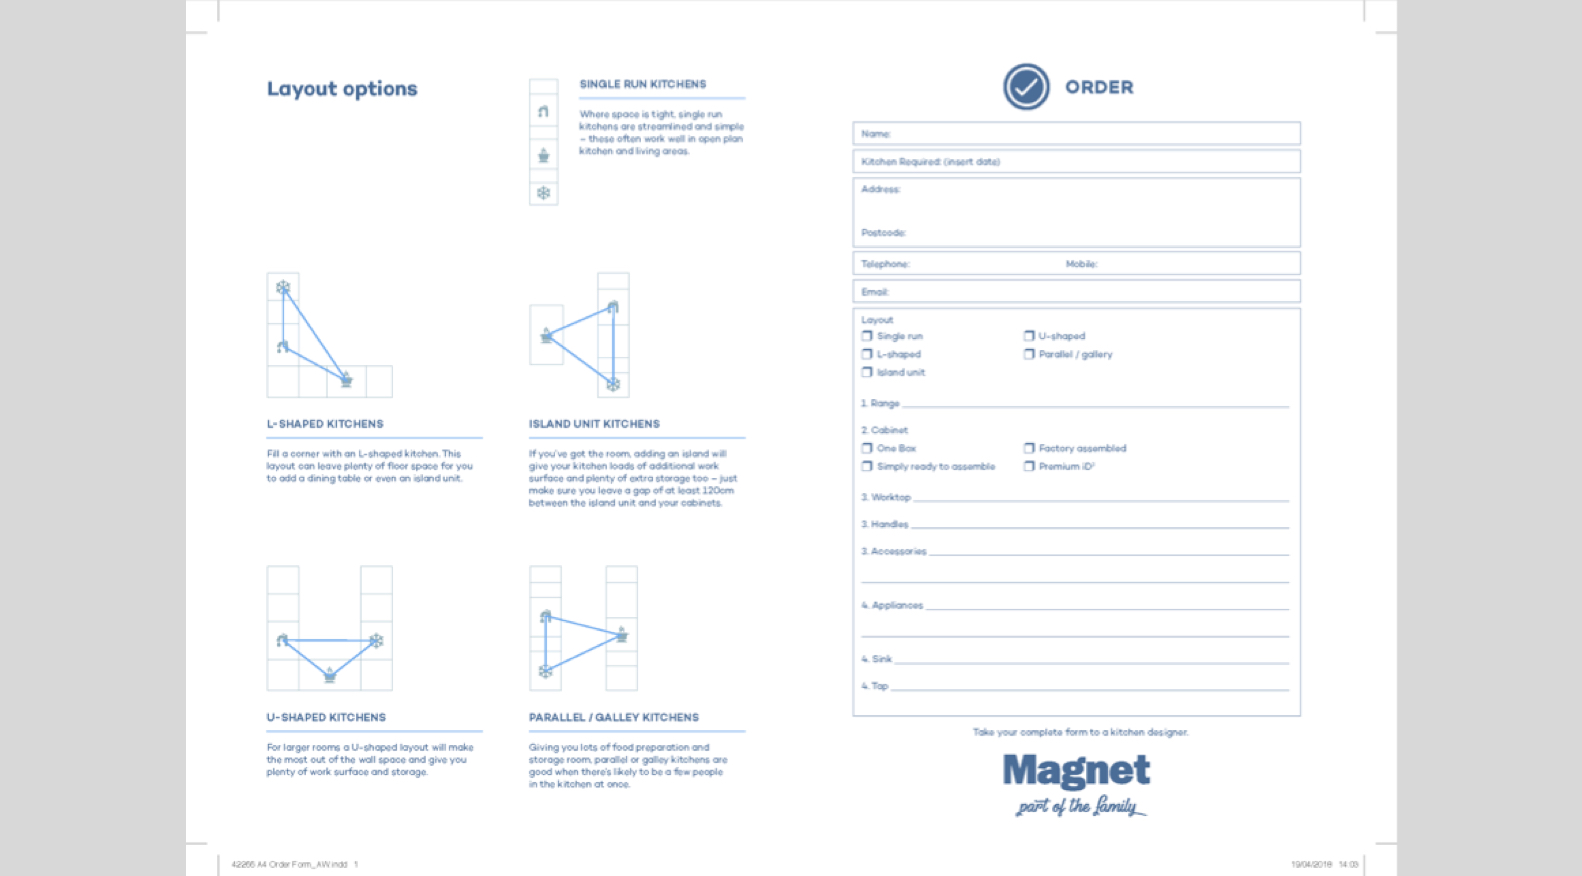 Layout options
SINGLE RUN KITCHENS
Where space is tight, single run
kitchens are streamlined and simple
– these often work well in open plan
kitchen and living areas.
L-SHAPED KITCHENS
Fill a corner with an L-shaped kitchen. This
layout can leave plenty of floor space for you
to add a dining table or even an island unit.
ISLAND UNIT KITCHENS
If you've got the room, adding an island will
give your kitchen loads of additional work
surface and plenty of extra storage too – just
make sure you leave a gap of at least 120cm
between the island unit and your cabinets.
U-SHAPED KITCHENS
For larger rooms a U-shaped layout will make
the most out of the wall space and give you
plenty of work surface and storage.
PARALLEL / GALLEY KITCHENS
Giving you lots of food preparation and
storage room, parallel or galley kitchens are
good when there's likely to be a few people
in the kitchen at once.
ORDER
Name:
Kitchen Required: (insert date)
Address:
Postcode:
Telephone: Mobile:
Email:
Layout
Single run U-shaped
L-shaped Parallel / gallery
Island unit
1. Range
2. Cabinet
One Box Factory assembled
Simply ready to assemble Premium iD
3. Worktop
3. Handles
3. Accessories
4. Appliances
4. Sink
4. Tap
Take your complete form to a kitchen designer.
Magnet
part of the family
42265 A4 Order Form_AW.indd 1 19/04/2018 14:03